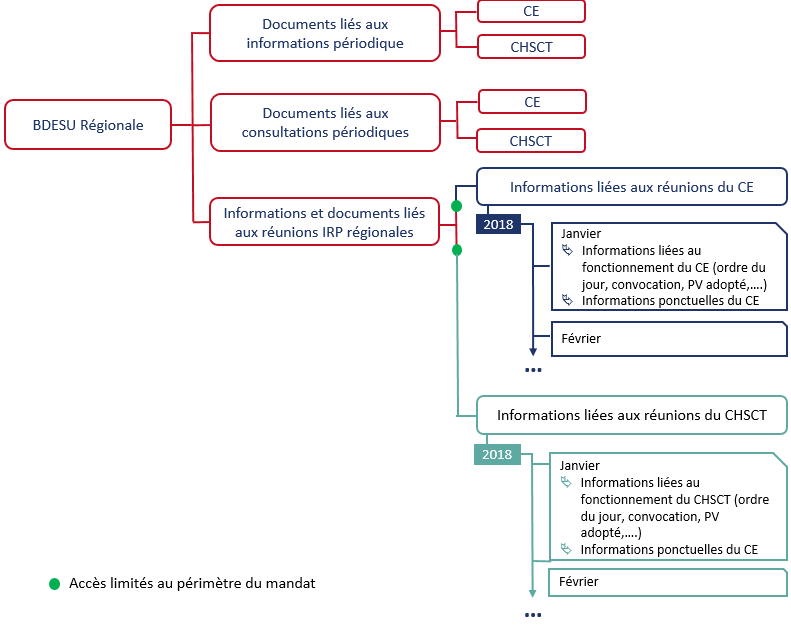 BDESU Régionale
Documents liés aux
informations périodique
CE
CHSCT
Documents liés aux
consultations périodiques
CE
CHSCT
Informations et documents liés
aux réunions IRP régionales
Informations liées aux réunions du CE
2018
Janvier
Informations liées au
fonctionnement du CE (ordre du
jour, convocation, PV adopté,....)
Informations ponctuelles du CE
Février
...
Informations liées aux réunions du CHSCT
2018
Janvier
Informations liées au
fonctionnement du CHSCT (ordre
du jour, convocation, PV
adopté,....)
Informations ponctuelles du CE
Février
...
Accès limités au périmètre du mandat